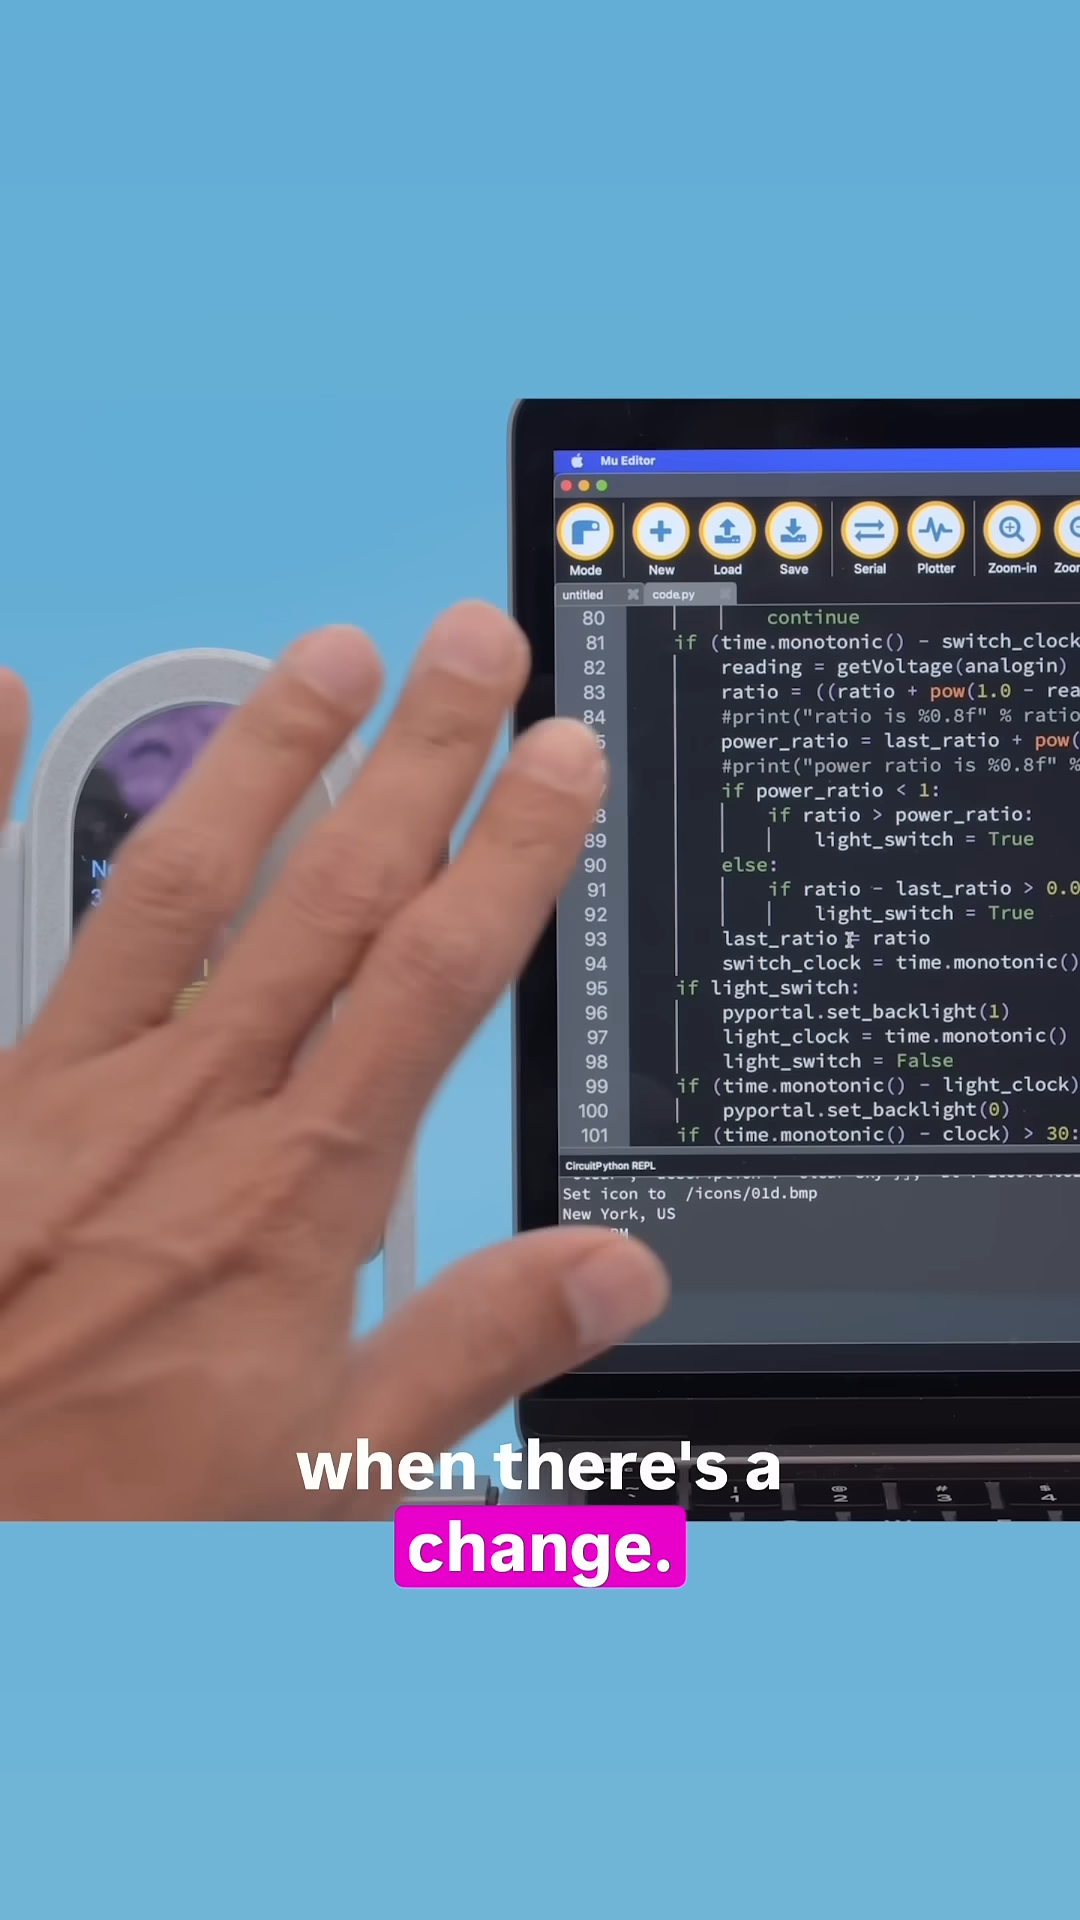 Mu Editor
Mode New Load Save Serial Plotter Zoom-in
untitled code.py
80 continue
81 if (time.monotonic() - switch_clock
82 reading = getVoltage(analogin)
83 ratio = ((ratio + pow(1.0 - rea
84 #print("ratio is %0.8f" % ratio
power_ratio = last_ratio + pow(
#print("power ratio is %0.8f" %
if power_ratio < 1:
if ratio > power_ratio:
89 light_switch = True
90 else:
91 if ratio - last_ratio > 0.0
92 light_switch = True
93 last_ratio = ratio
94 switch_clock = time.monotonic()
95 if light_switch:
96 pyportal.set_backlight(1)
97 light_clock = time.monotonic()
98 light_switch = False
99 if (time.monotonic() - light_clock)
100 pyportal.set_backlight(0)
101 if (time.monotonic() - clock) > 30:
CircuitPython REPL
Set icon to /icons/01d.bmp
New York, US
when there's a
change.
1 2 3 4